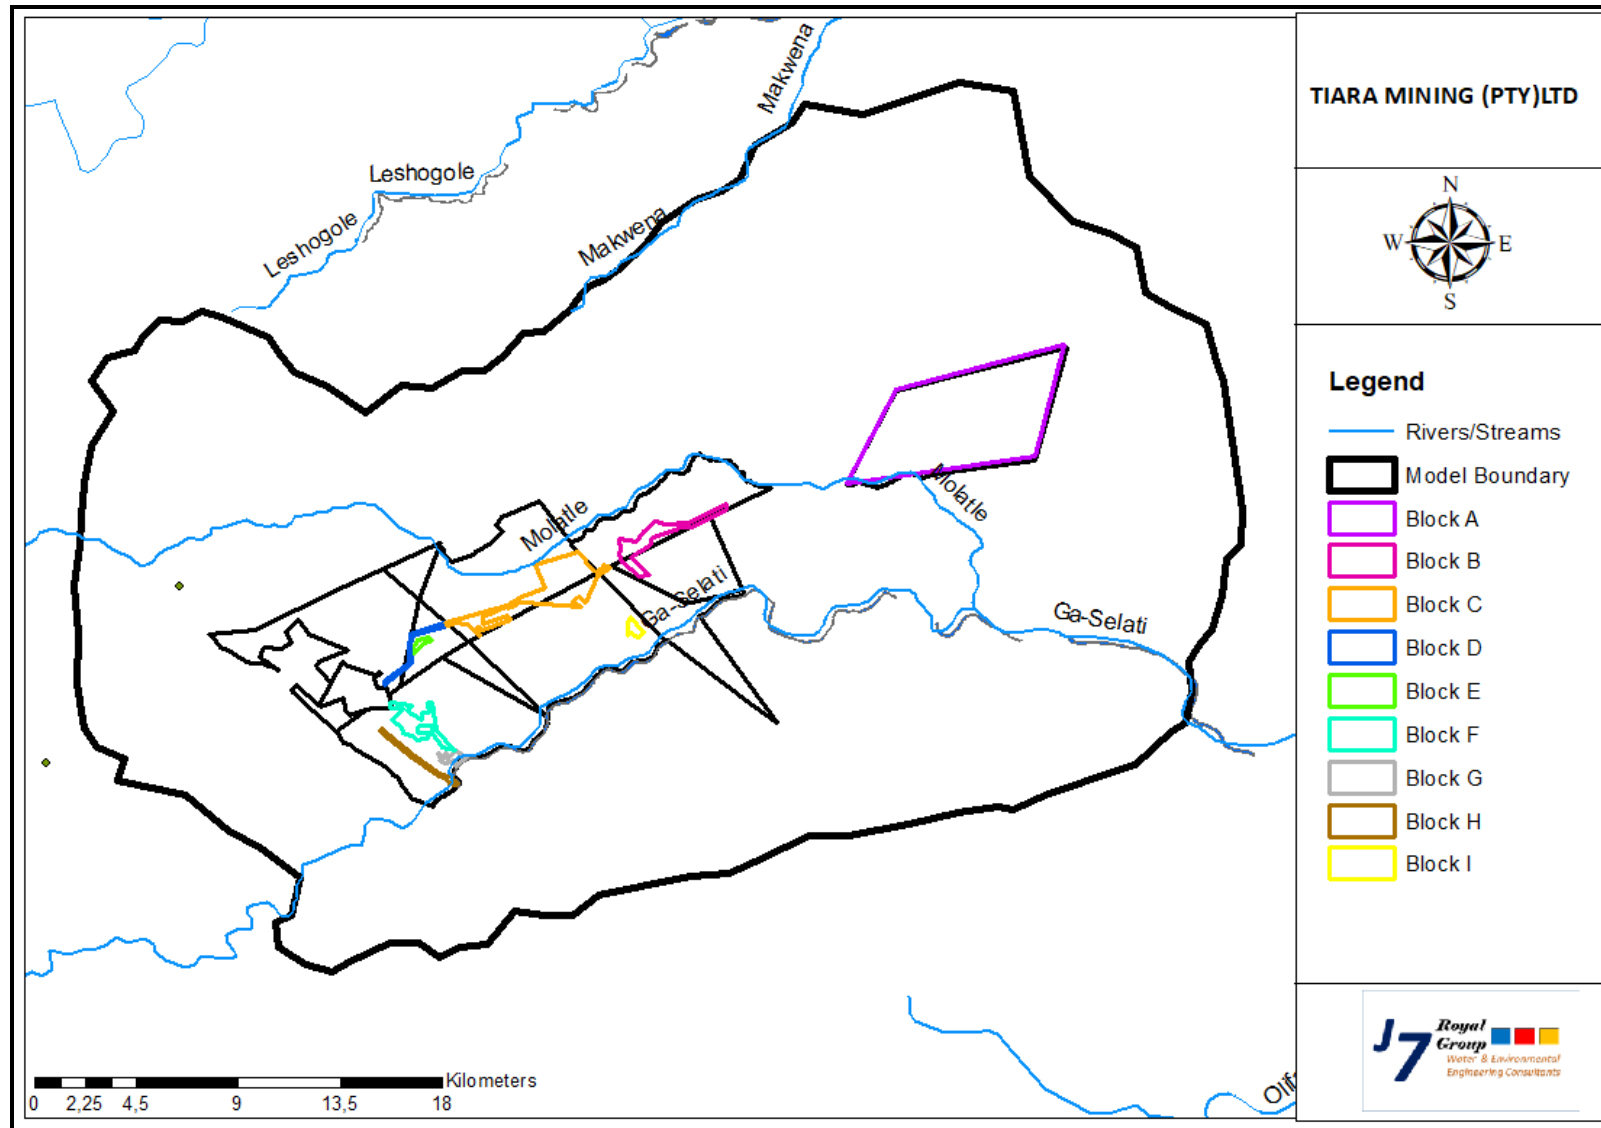 TIARA MINING (PTY)LTD
N
W
E
S
Makwena
Leshogole
Leshogole
Makwena
Molatle
Molatle
Ga-Selati
Ga-Selati
Legend
Rivers/Streams
Model Boundary
Block A
Block B
Block C
Block D
Block E
Block F
Block G
Block H
Block I
Kilometers
0 2,25 4,5 9 13,5 18
J7
Royal
Group
Water & Environmental
Engineering Consultants